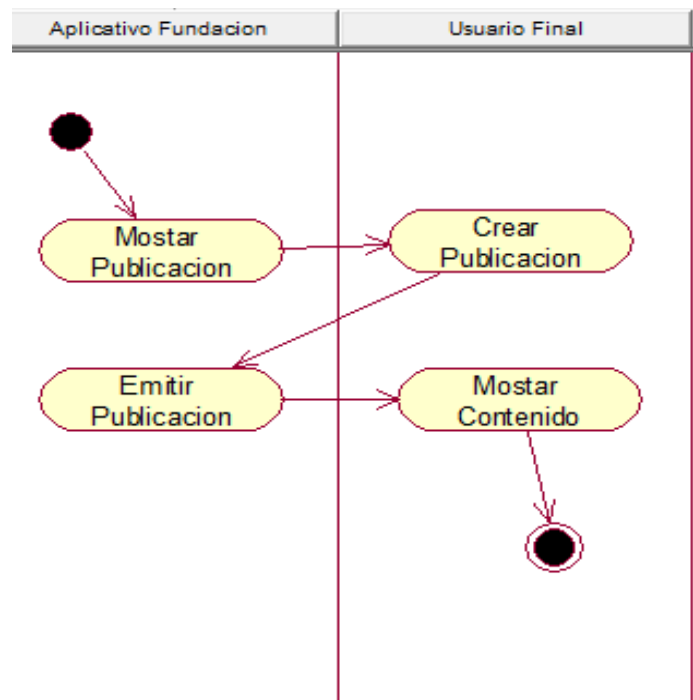 Aplicativo Fundacion
Usuario Final
Mostar
Publicacion
Crear
Publicacion
Emitir
Publicacion
Mostar
Contenido